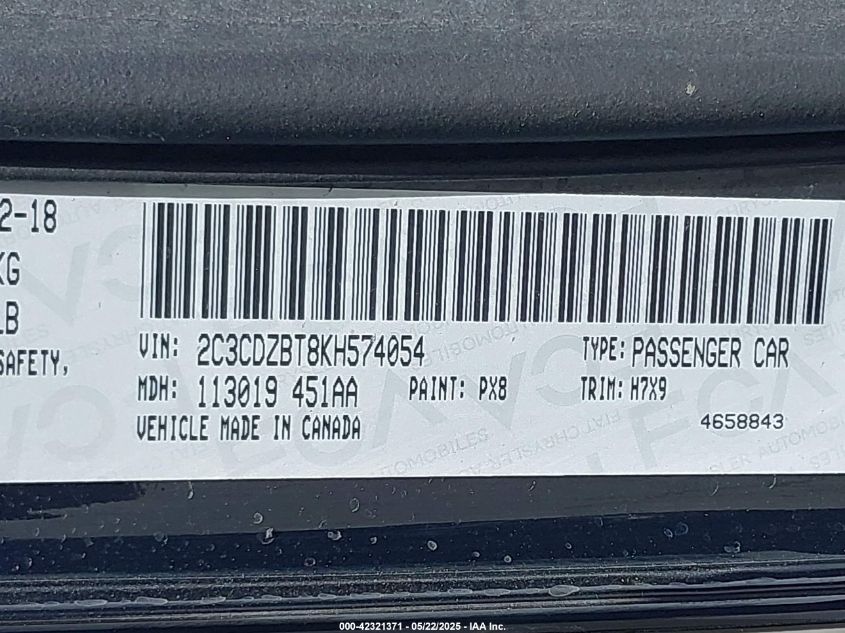 2-18
KG
LB
SAFETY,
VIN: 2C3CDZBT8KH574054 TYPE: PASSENGER CAR
MDH: 113019 451AA PAINT: PX8 TRIM: H7X9
VEHICLE MADE IN CANADA 4658843
000-42321371 - 05/22/2025 - IAA Inc.